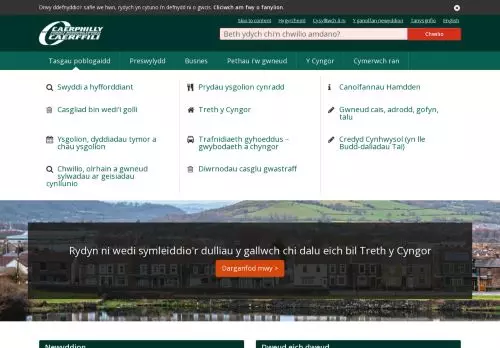 Drwy ddefnyddio'r safle we hwn, rydych yn cytuno i'n defnydd ni o gwcis. Cliciwch am fwy o fanylion.
CAERPHILLY
CAERFFILI
Skip to content
Hygyrchedd
Cysylltwch â ni
Y ganolfan newyddion
Tanysgrifio
English
Beth ydych chi'n chwilio amdano?
Chwilio
Tasgau poblogaidd
Preswylydd
Busnes
Pethau i'w gwneud
Y Cyngor
Cymerwch ran
Swyddi a hyfforddiant
Prydau ysgolion cynradd
Canolfannau Hamdden
Casgliad bin wedi'i golli
Treth y Cyngor
Gwneud cais, adrodd, gofyn,
talu
Ysgolion, dyddiadau tymor a
chau ysgolion
Trafnidiaeth gyhoeddus –
gwybodaeth a chyngor
Credyd Cynhwysol (yn lle
Budd-daliadau Tai)
Chwilio, olrhain a gwneud
sylwadar ar geisiadau
cynllunio
Diwrnodau casglu gwastraff
Rydyn ni wedi symleiddio'r dulliau y gallwch chi dalu eich bil Treth y Cyngor
Darganfod mwy >
Newyddion
Dweud eich dweud